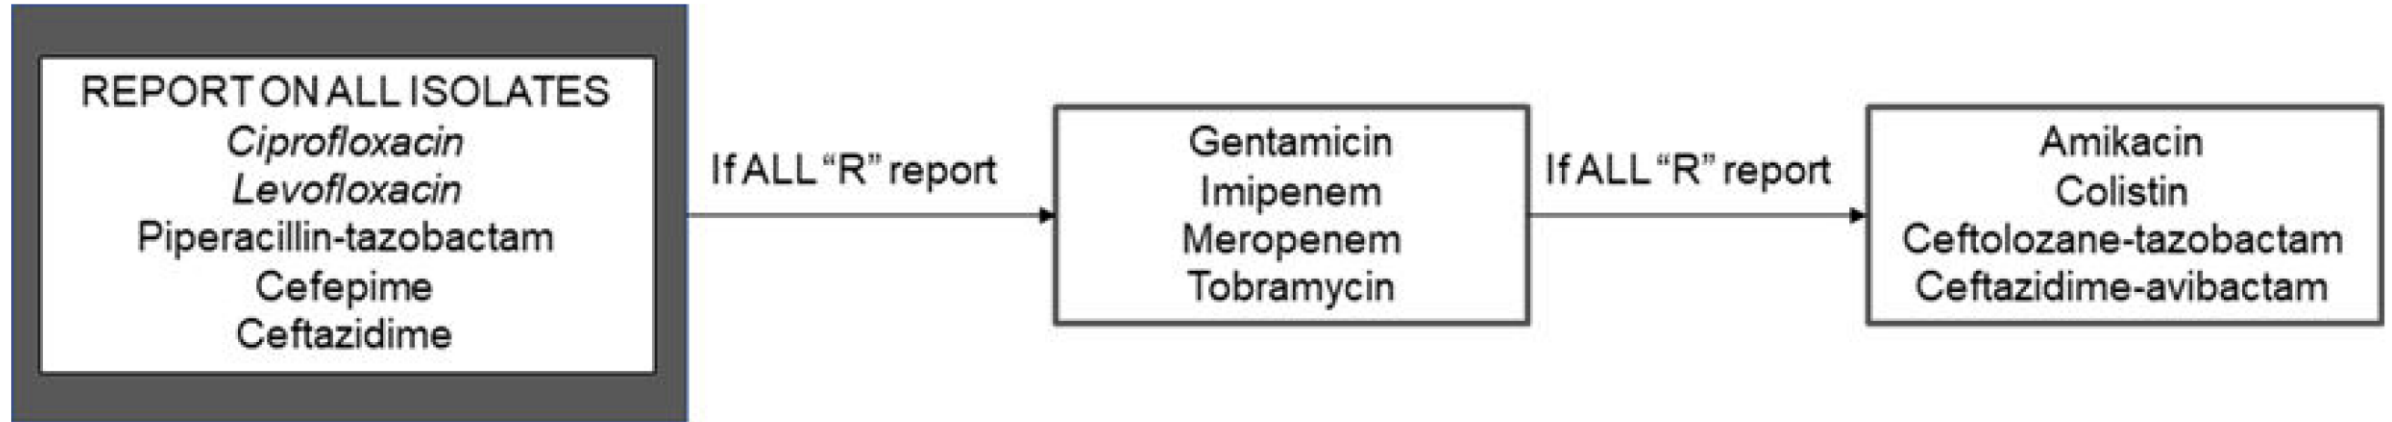 REPORT ON ALL ISOLATES
Ciprofloxacin
Levofloxacin
Piperacillin-tazobactam
Cefepime
Ceftazidime
If ALL “R” report
Gentamicin
Imipenem
Meropenem
Tobramycin
If ALL “R” report
Amikacin
Colistin
Ceftolozane-tazobactam
Ceftazidime-avibactam